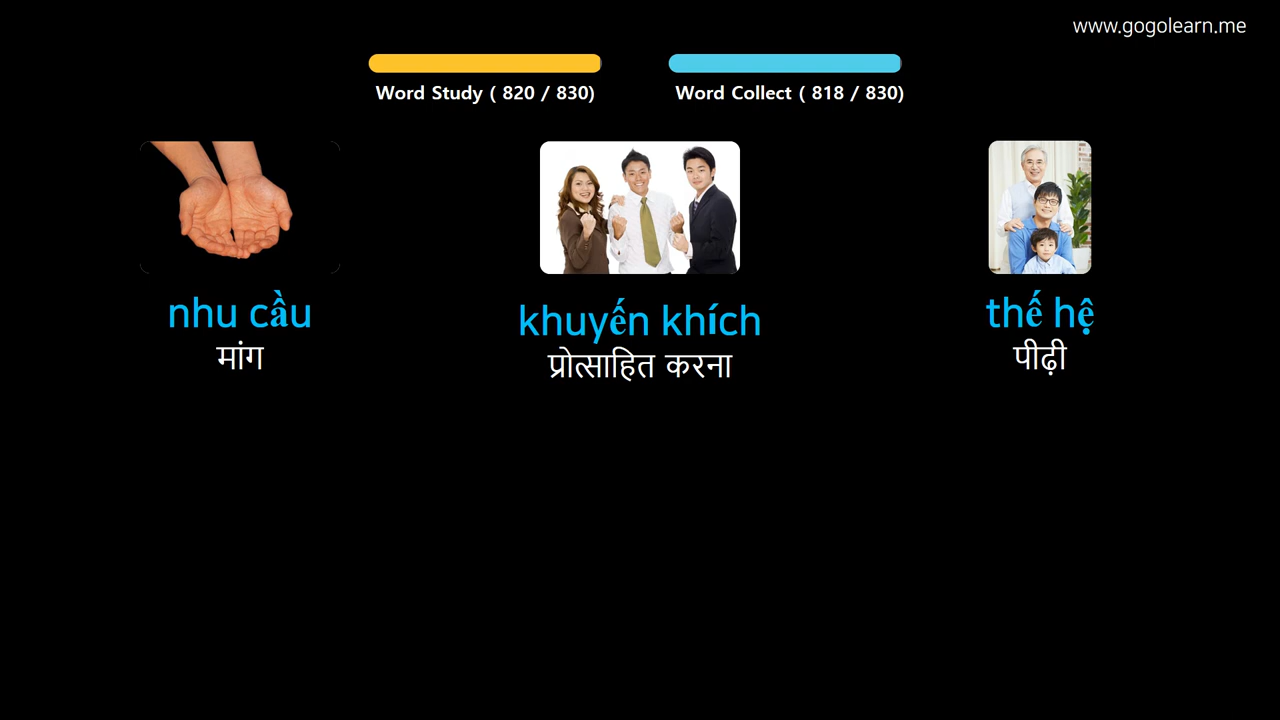 www.gogolearn.me
Word Study ( 820 / 830)
Word Collect ( 818 / 830)
nhu cầu
मांग
khuyến khích
प्रोत्साहित करना
thế hệ
पीढ़ी